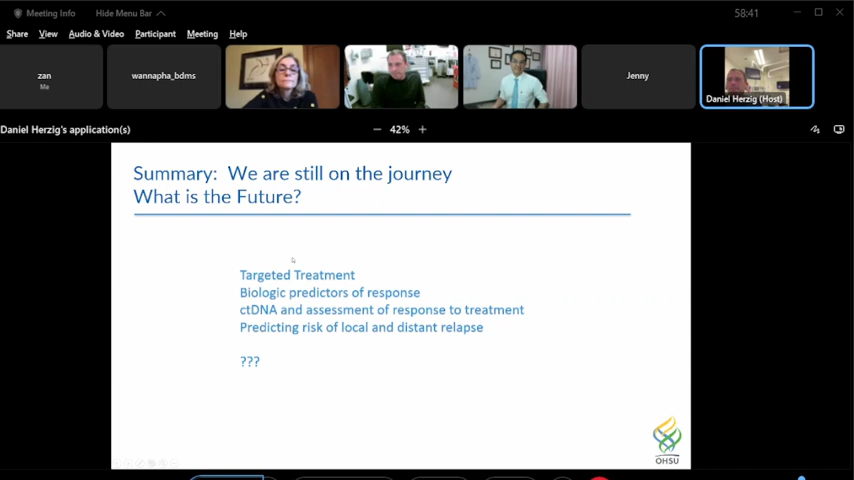 Meeting Info
Hide Menu Bar
58:41
Share View Audio & Video Participant Meeting Help
zan
Me
wannapha_bdms
Jenny
Daniel Herzig (Host)
Daniel Herzig's application(s)
42%
Summary: We are still on the journey
What is the Future?
Targeted Treatment
Biologic predictors of response
ctDNA and assessment of response to treatment
Predicting risk of local and distant relapse
???
OHSU